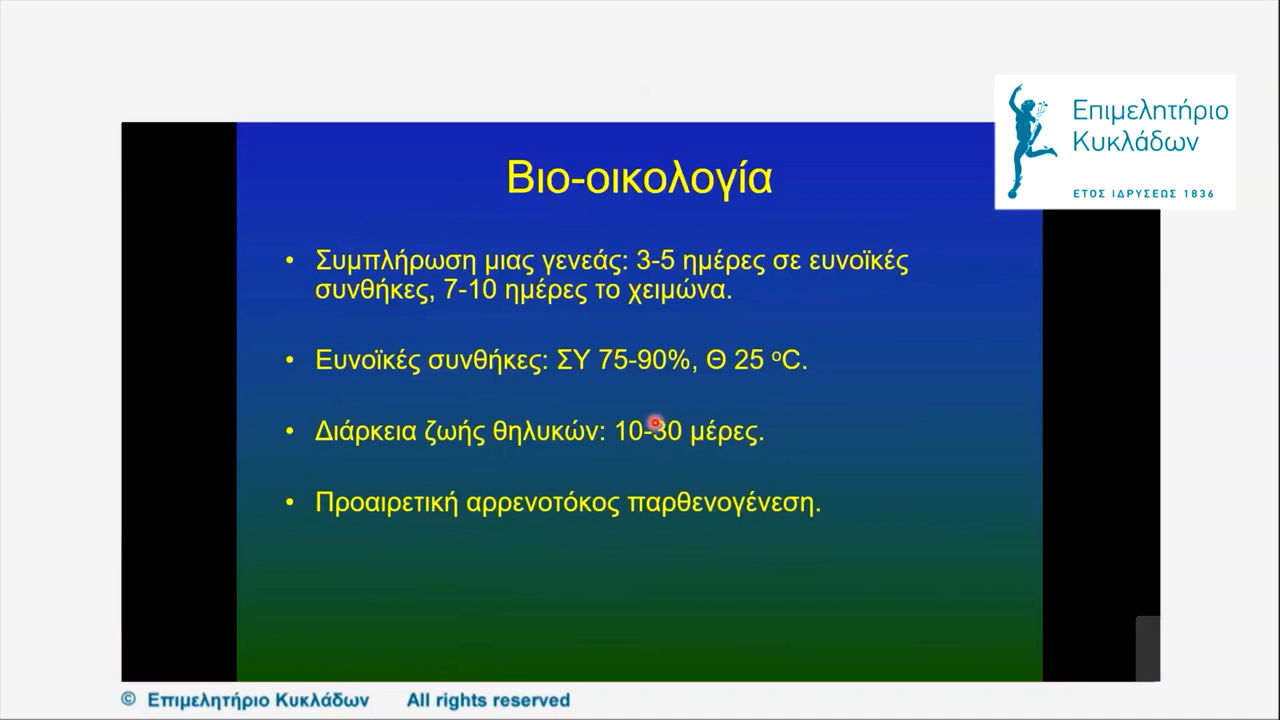 Επιμελητήριο
Κυκλάδων
ΕΤΟΣ ΙΔΡΥΣΕΩΣ 1836
Βιο-οικολογία
• Συμπλήρωση μιας γενεάς: 3-5 ημέρες σε ευνοϊκές
συνθήκες, 7-10 ημέρες το χειμώνα.
• Ευνοϊκές συνθήκες: ΣΥ 75-90%, Θ 25 ºC.
• Διάρκεια ζωής θηλυκών: 10-30 μέρες.
• Προαιρετική αρρενοτόκος παρθενογένεση.
© Επιμελητήριο Κυκλάδων All rights reserved